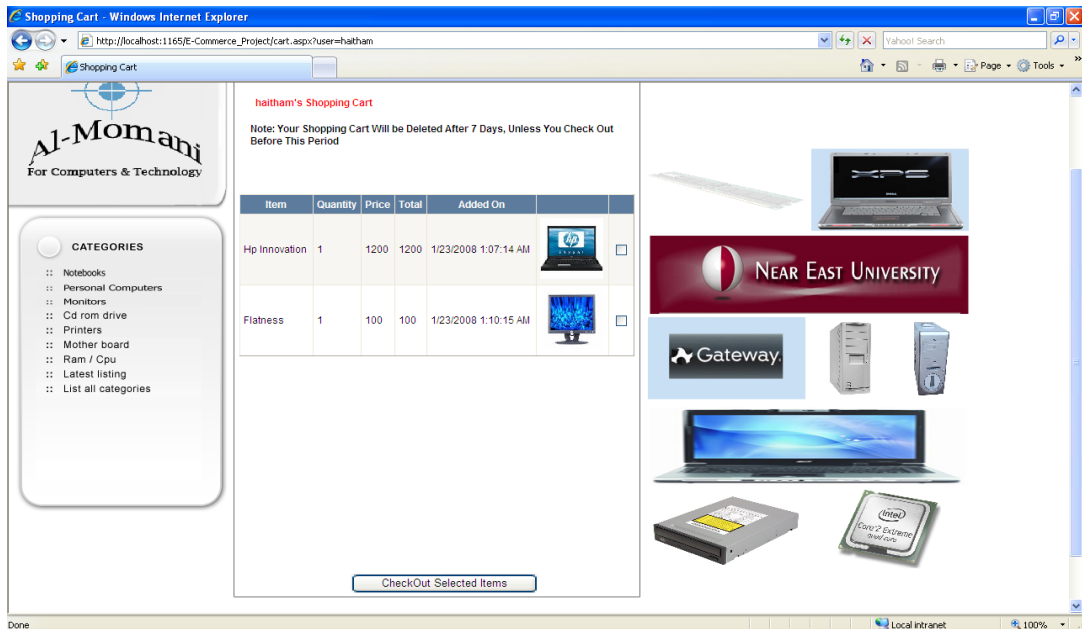 Shopping Cart - Windows Internet Explorer
http://localhost:1165/E-Commerce_Project/cart.aspx?user=haitham
Yahoo! Search
Shopping Cart
Page
Tools
Al-Momani
For Computers & Technology
CATEGORIES
:: Notebooks
:: Personal Computers
:: Monitors
:: Cd rom drive
:: Printers
:: Mother board
:: Ram / Cpu
:: Latest listing
:: List all categories
haitham's Shopping Cart
Note: Your Shopping Cart Will be Deleted After 7 Days, Unless You Check Out
Before This Period
Item Quantity Price Total Added On
Hp Innovation 1 1200 1200 1/23/2008 1:07:14 AM
hp
Flatness 1 100 100 1/23/2008 1:10:15 AM
CheckOut Selected Items
XPS
NEAR EAST UNIVERSITY
Gateway
intel
Core 2 Extreme
quad core
Done
Local intranet
100%